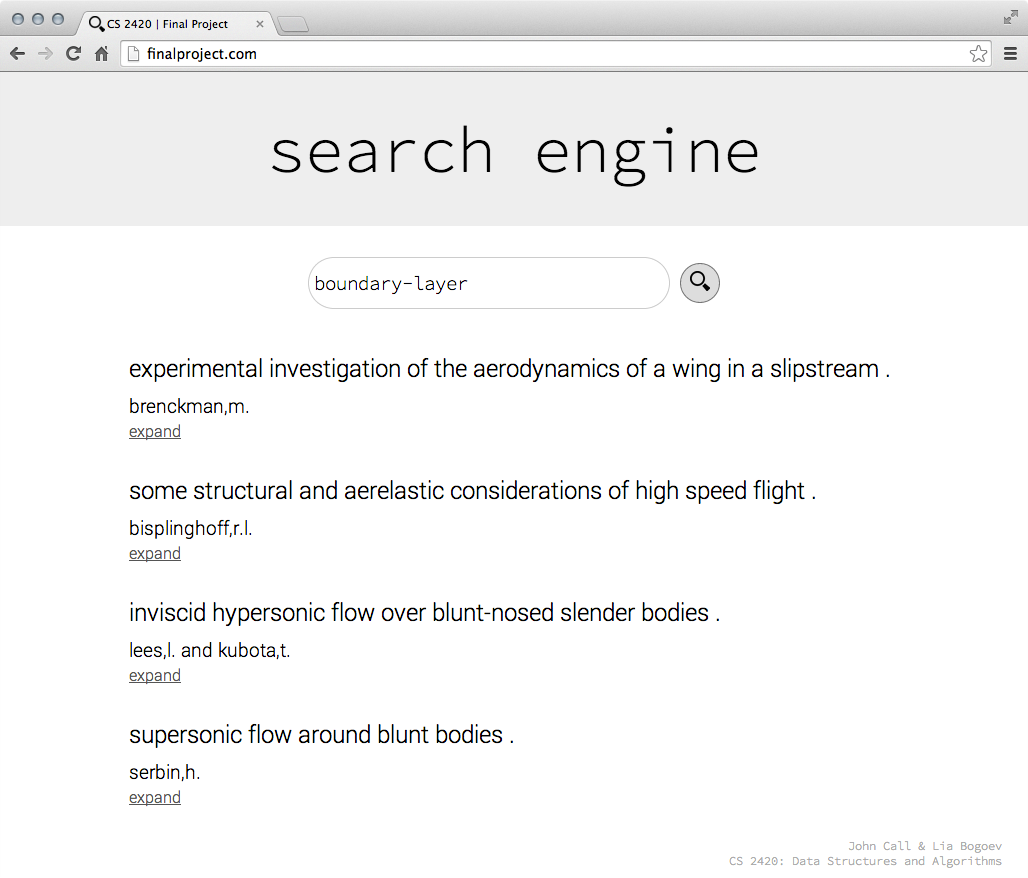 CS 2420 | Final Project
finalproject.com
search engine
boundary-layer
experimental investigation of the aerodynamics of a wing in a slipstream .
brenckman,m.
expand
some structural and aerelastic considerations of high speed flight .
bisplinghoff,r.l.
expand
inviscid hypersonic flow over blunt-nosed slender bodies .
lees,l. and kubota,t.
expand
supersonic flow around blunt bodies .
serbin,h.
expand
John Call & Lia Bogoev
CS 2420: Data Structures and Algorithms